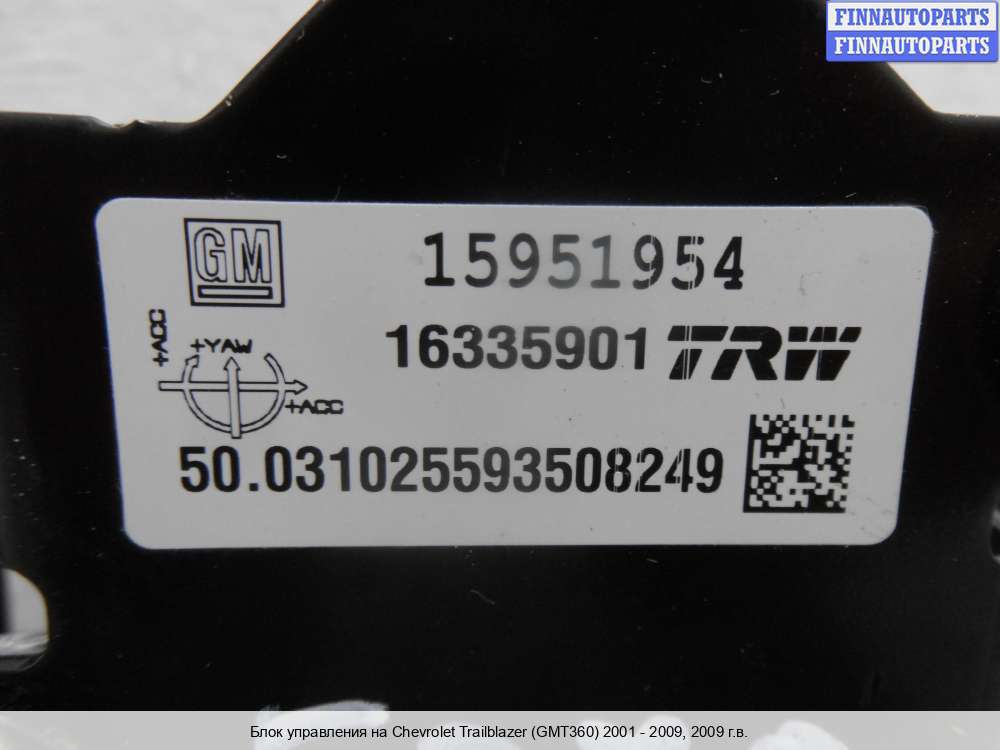 FINNAUTOPARTS
FINNAUTOPARTS
GM
15951954
+ACC
+YAW
16335901 TRW
+ACC
50.031025593508249
Блок управления на Chevrolet Trailblazer (GMT360) 2001 - 2009, 2009 г.в.